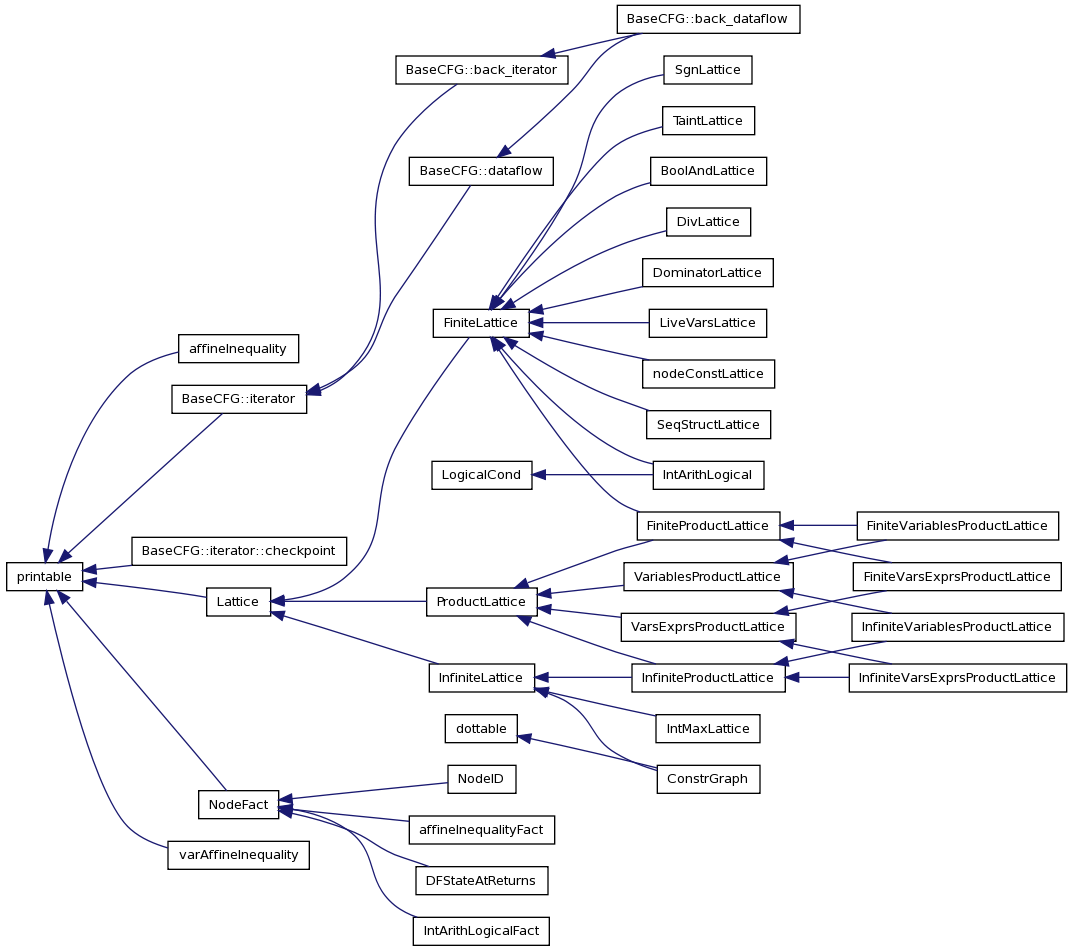 BaseCFG::back_dataflow
BaseCFG::back_iterator
SgnLattice
TaintLattice
BaseCFG::dataflow
BoolAndLattice
DivLattice
DominatorLattice
FiniteLattice
LiveVarsLattice
affineInequality
nodeConstLattice
BaseCFG::iterator
SeqStructLattice
LogicalCond
IntArithLogical
FiniteProductLattice
FiniteVariablesProductLattice
BaseCFG::iterator::checkpoint
printable
VariablesProductLattice
FiniteVarsExprsProductLattice
Lattice
ProductLattice
VarsExprsProductLattice
InfiniteVariablesProductLattice
InfiniteLattice
InfiniteProductLattice
InfiniteVarsExprsProductLattice
dottable
IntMaxLattice
NodeID
ConstrGraph
NodeFact
affineInequalityFact
varAffineInequality
DFStateAtReturns
IntArithLogicalFact